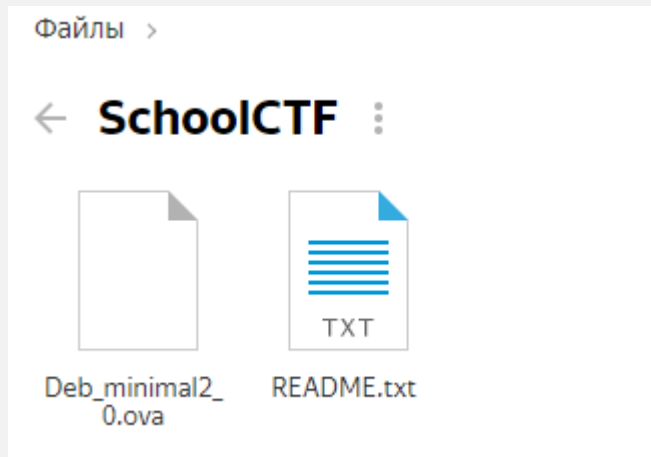 Файлы >
SchoolCTF
TXT
Deb_minimal2_
0.ova
README.txt